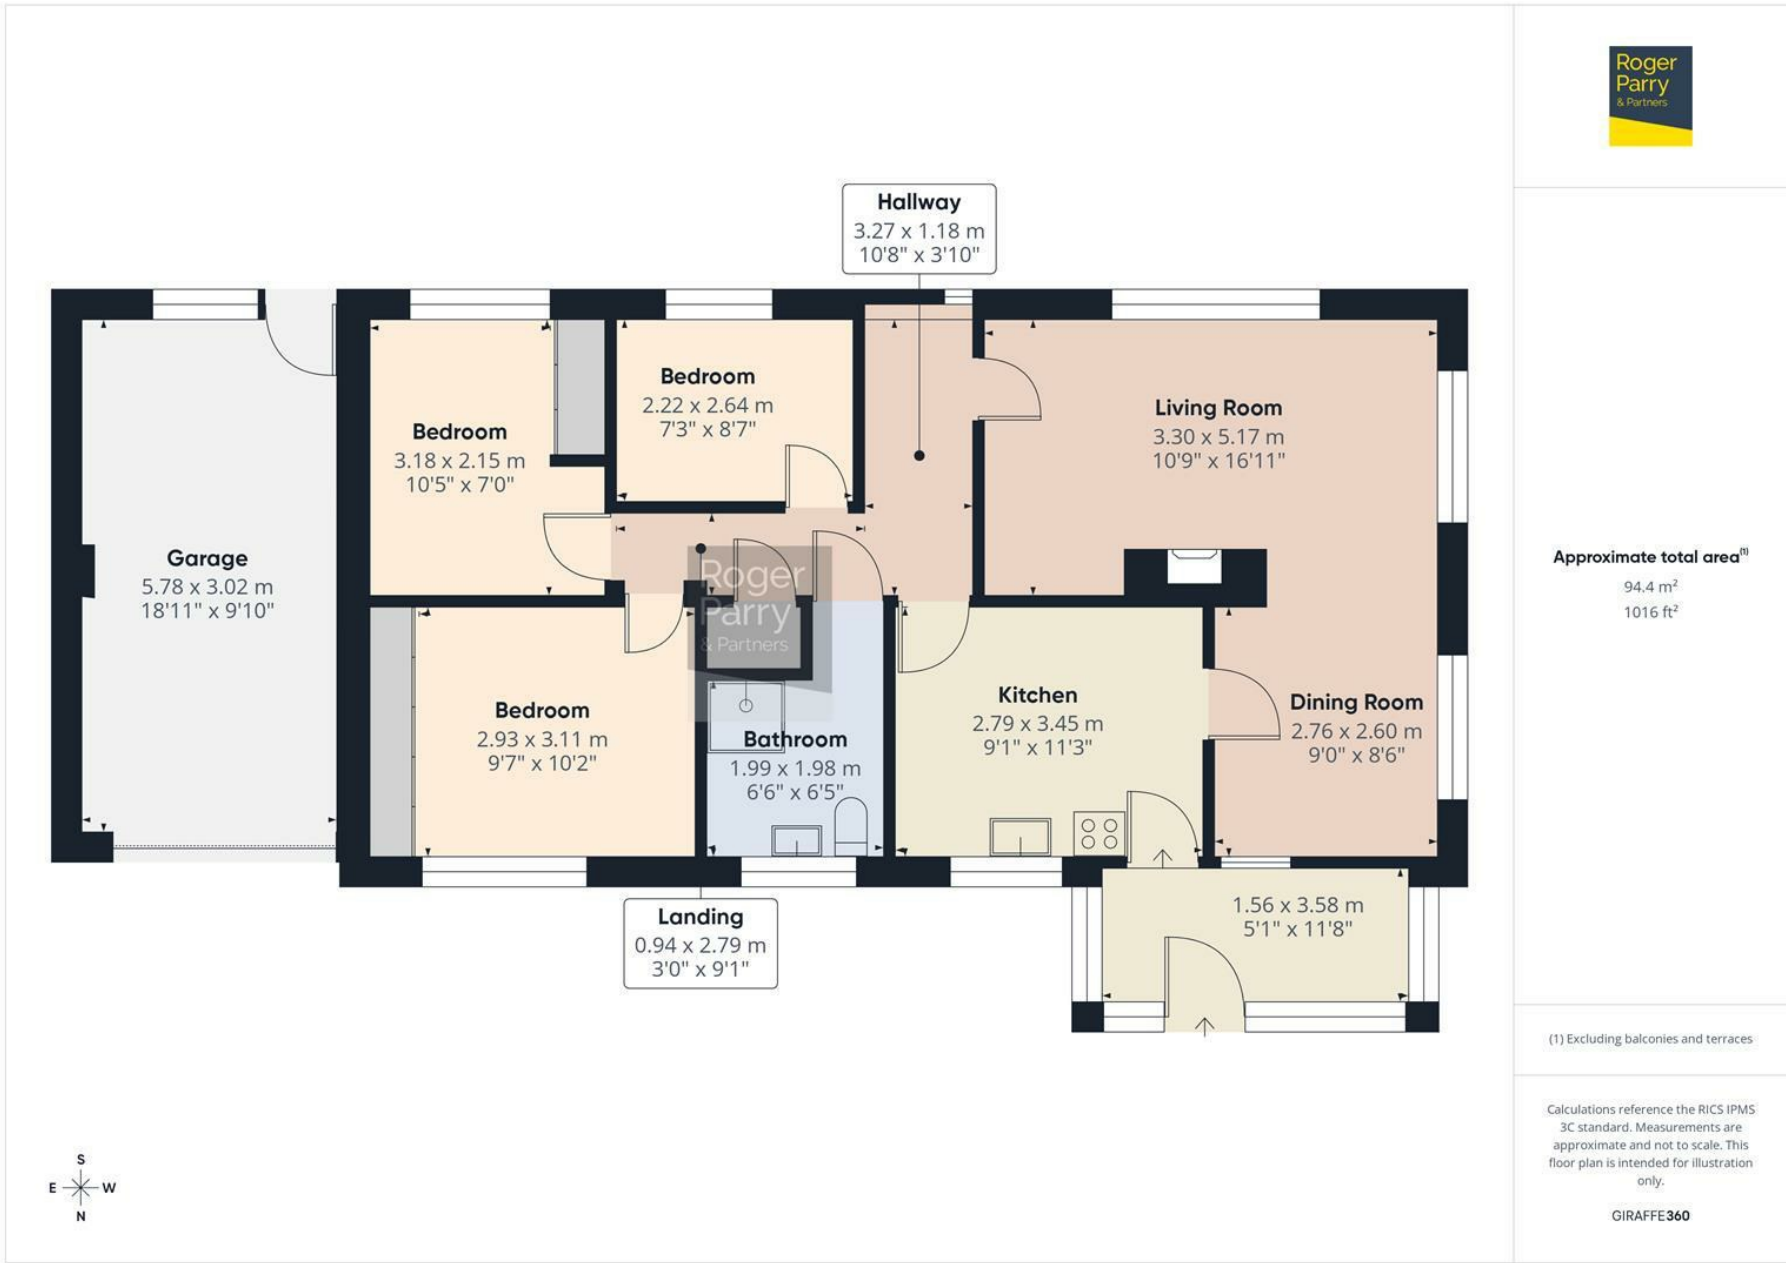 Roger
Parry
& Partners
Hallway
3.27 x 1.18 m
10'8" x 3'10"
Bedroom
2.22 x 2.64 m
7'3" x 8'7"
Living Room
3.30 x 5.17 m
10'9" x 16'11"
Bedroom
3.18 x 2.15 m
10'5" x 7'0"
Garage
5.78 x 3.02 m
18'11" x 9'10"
Roger
Parry
& Partners
Bedroom
2.93 x 3.11 m
9'7" x 10'2"
Bathroom
1.99 x 1.98 m
6'6" x 6'5"
Kitchen
2.79 x 3.45 m
9'1" x 11'3"
Dining Room
2.76 x 2.60 m
9'0" x 8'6"
Landing
0.94 x 2.79 m
3'0" x 9'1"
1.56 x 3.58 m
5'1" x 11'8"
S
E W
N
Approximate total area(1)
94.4 m²
1016 ft²
(1) Excluding balconies and terraces
Calculations reference the RICS IPMS
3C standard. Measurements are
approximate and not to scale. This
floor plan is intended for illustration
only.
GIRAFFE360